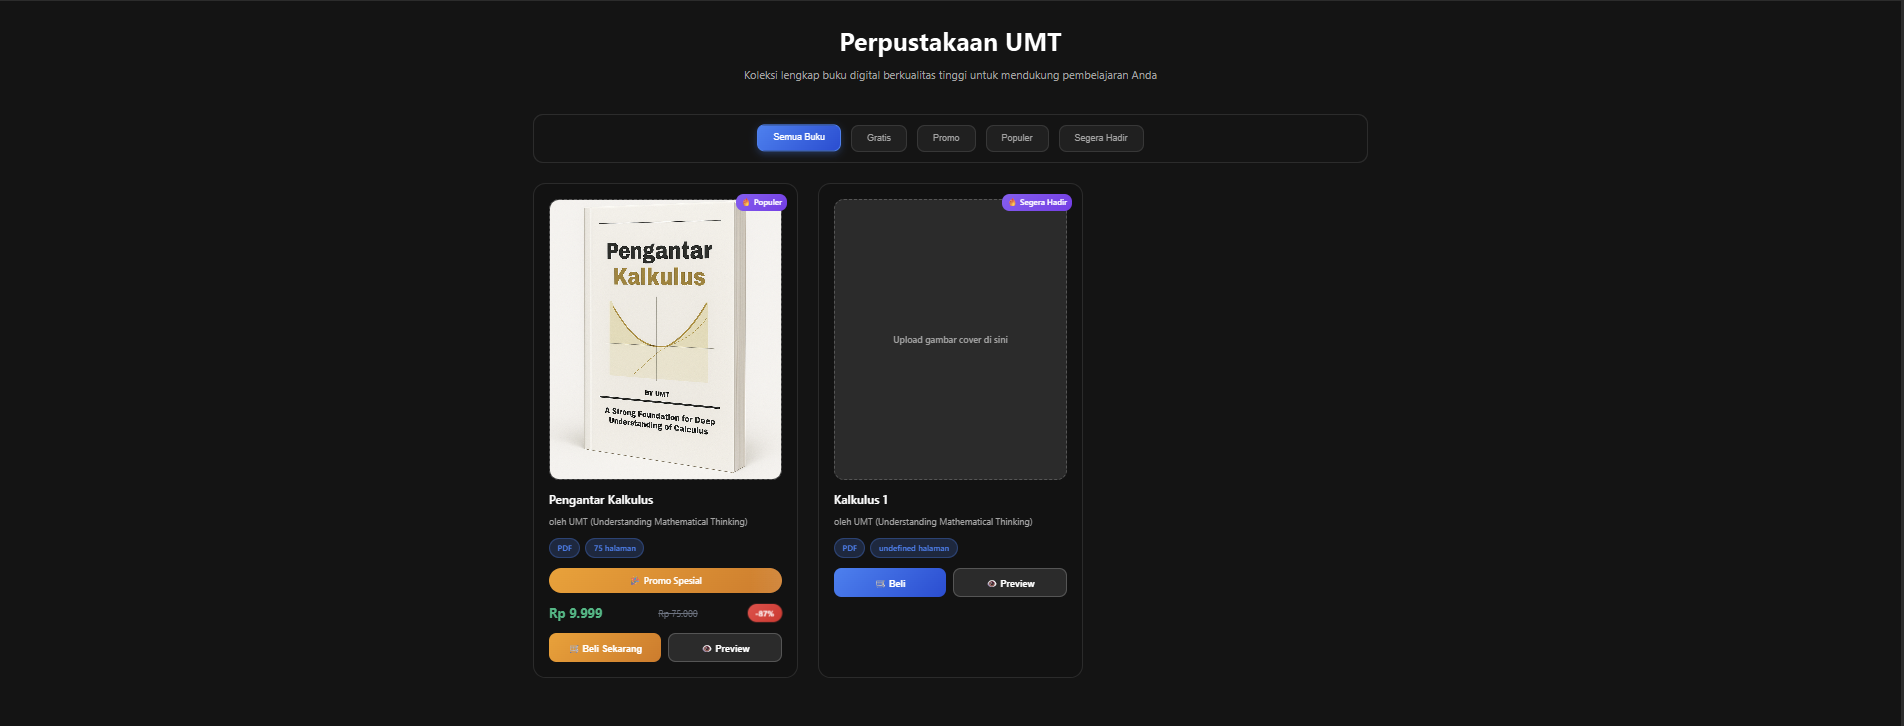 Perpustakaan UMT
Koleksi lengkap buku digital berkualitas tinggi untuk mendukung pembelajaran Anda
Semua Buku
Gratis
Promo
Populer
Segera Hadir
🔥 Populer
Pengantar
Kalkulus
BY UMT
A Strong Foundation for Deep
Understanding of Calculus
Pengantar Kalkulus
oleh UMT (Understanding Mathematical Thinking)
PDF
75 halaman
🎉 Promo Spesial
Rp 9.999
Rp 75.000
-87%
Beli Sekarang
Preview
🔥 Segera Hadir
Upload gambar cover di sini
Kalkulus 1
oleh UMT (Understanding Mathematical Thinking)
PDF
undefined halaman
Beli
Preview